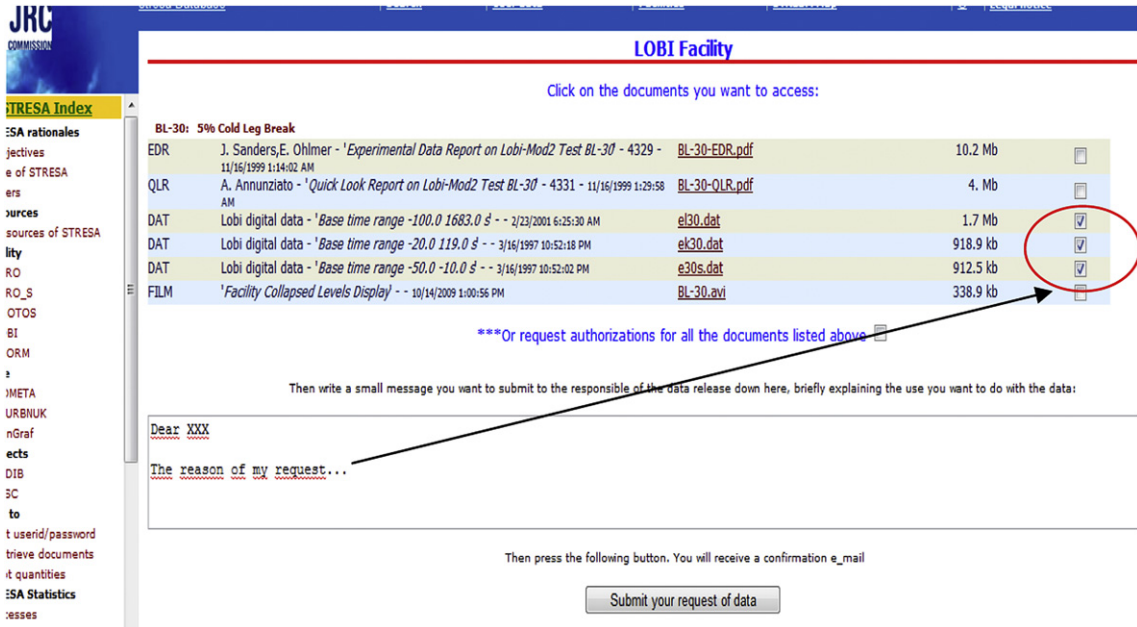 JRC
COMMISSION
LOBI Facility
Click on the documents you want to access:
STRESA Index
ESA rationales
jectives
e of STRESA
ers
ources
sources of STRESA
lity
RO
RO_S
OTOS
BI
ORM
e
OMETA
URBNUK
nGraf
ects
DIB
SC
to
t userid/password
trieve documents
ot quantities
ESA Statistics
cesses
BL-30: 5% Cold Leg Break
EDR J. Sanders,E. Ohlmer - 'Experimental Data Report on Lobi-Mod2 Test BL-30' - 4329 - BL-30-EDR.pdf 10.2 Mb
11/16/1999 1:14:02 AM
QLR A. Annunziato - 'Quick Look Report on Lobi-Mod2 Test BL-30' - 4331 - 11/16/1999 1:29:58 BL-30-QLR.pdf 4. Mb
AM
DAT Lobi digital data - 'Base time range -100.0 1683.0 s' - - 2/23/2001 6:25:30 AM el30.dat 1.7 Mb
DAT Lobi digital data - 'Base time range -20.0 119.0 s' - - 3/16/1997 10:52:18 PM ek30.dat 918.9 kb
DAT Lobi digital data - 'Base time range -50.0 -10.0 s' - - 3/16/1997 10:52:02 PM e30s.dat 912.5 kb
FILM 'Facility Collapsed Levels Display' - - 10/14/2009 1:00:56 PM BL-30.avi 338.9 kb
***Or request authorizations for all the documents listed above
Then write a small message you want to submit to the responsible of the data release down here, briefly explaining the use you want to do with the data:
Dear XXX
The reason of my request...
Then press the following button. You will receive a confirmation e_mail
Submit your request of data